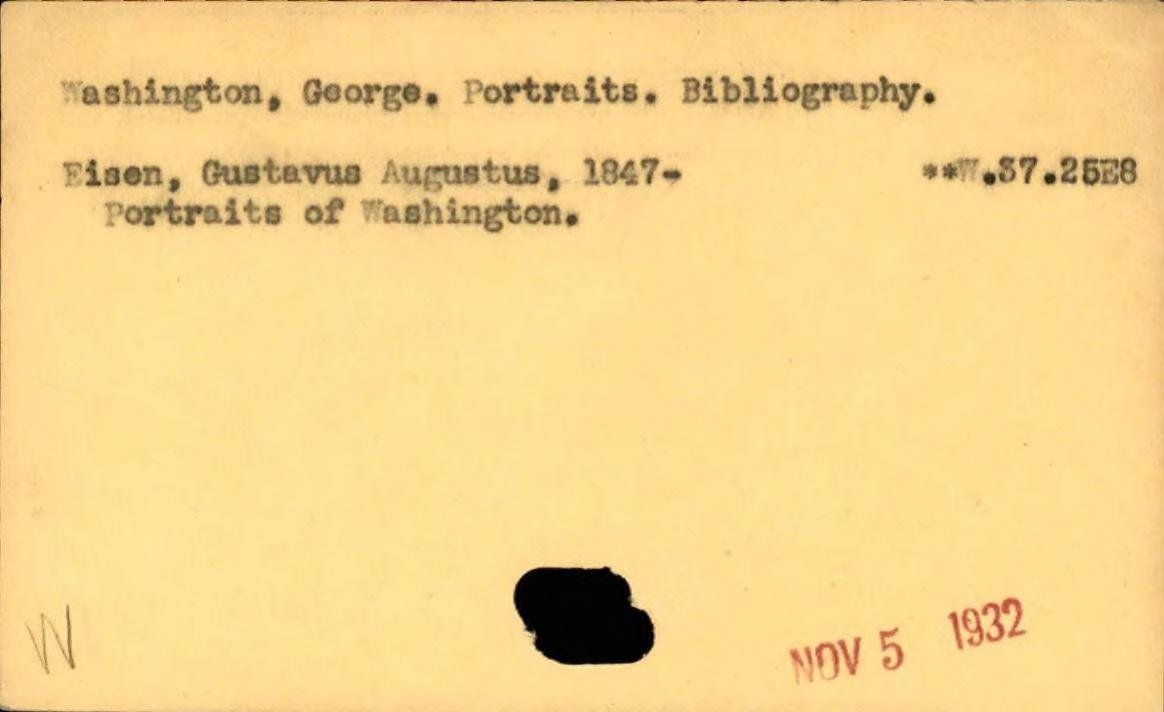 Washington, George. Portraits. Bibliography.
Eisen, Gustavus Augustus, 1847-
**W.37.25E8
Portraits of Washington.
W
NOV 5 1932